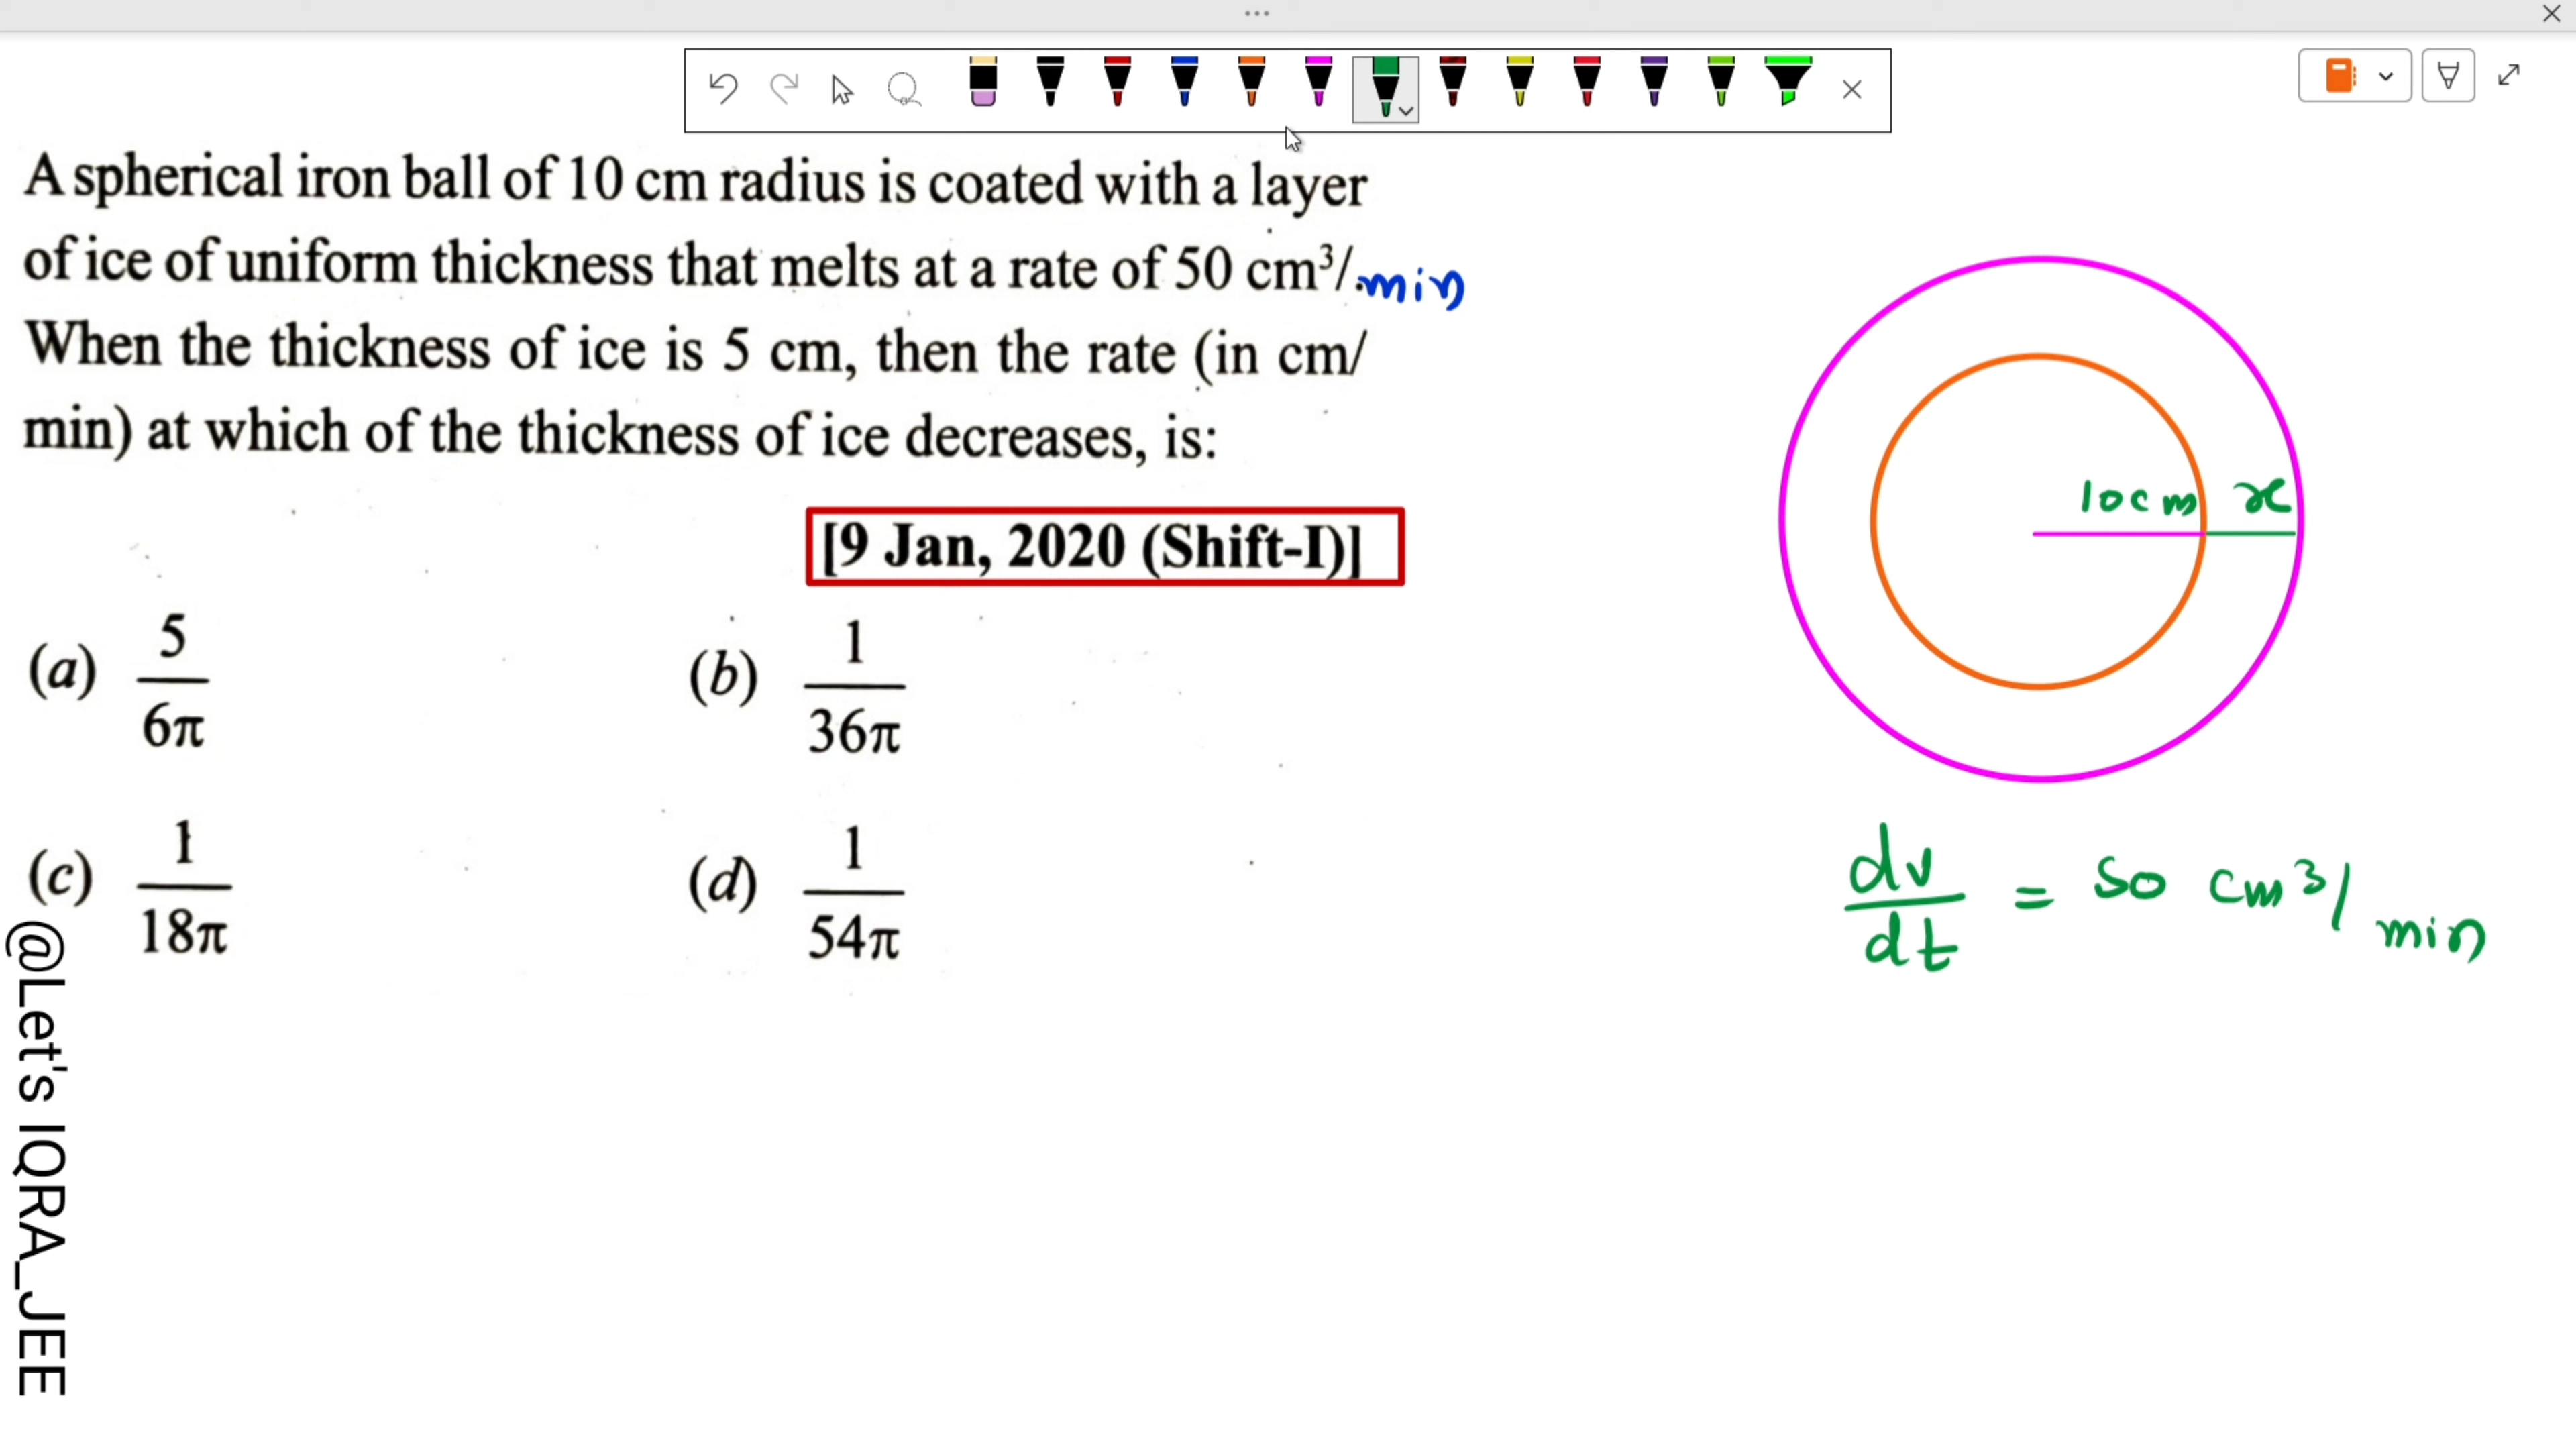 A spherical iron ball of 10 cm radius is coated with a layer
of ice of uniform thickness that melts at a rate of 50 cm³/.min
When the thickness of ice is 5 cm, then the rate (in cm/
min) at which of the thickness of ice decreases, is:
[9 Jan, 2020 (Shift-I)]
(a) 5/6π
(b) 1/36π
(c) 1/18π
(d) 1/54π
10cm x
dv/dt = 50 cm³/min
@Let's IQRA_JEE